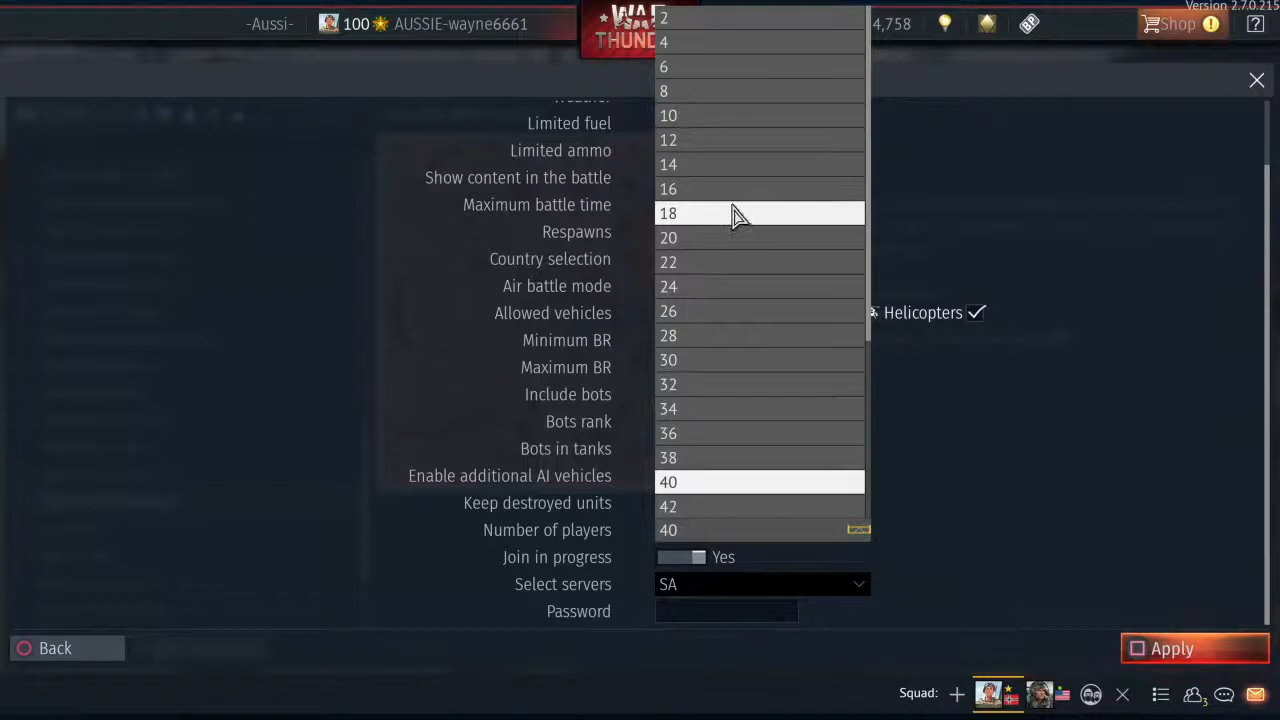 Version 2.7.0.215
-Aussi- 100 AUSSIE-wayne6661 WAR THUND 4,758 BP Shop ! ?
2
4
6
8
10
Limited fuel
12
Limited ammo
14
Show content in the battle
16
Maximum battle time
18
Respawns
20
Country selection
22
Air battle mode
24
Allowed vehicles
26
Helicopters
Minimum BR
28
Maximum BR
30
Include bots
32
34
Bots rank
36
Bots in tanks
38
Enable additional AI vehicles
40
Keep destroyed units
42
Number of players
40
Join in progress
Yes
Select servers
SA
Password
Back
Apply
Squad:
3